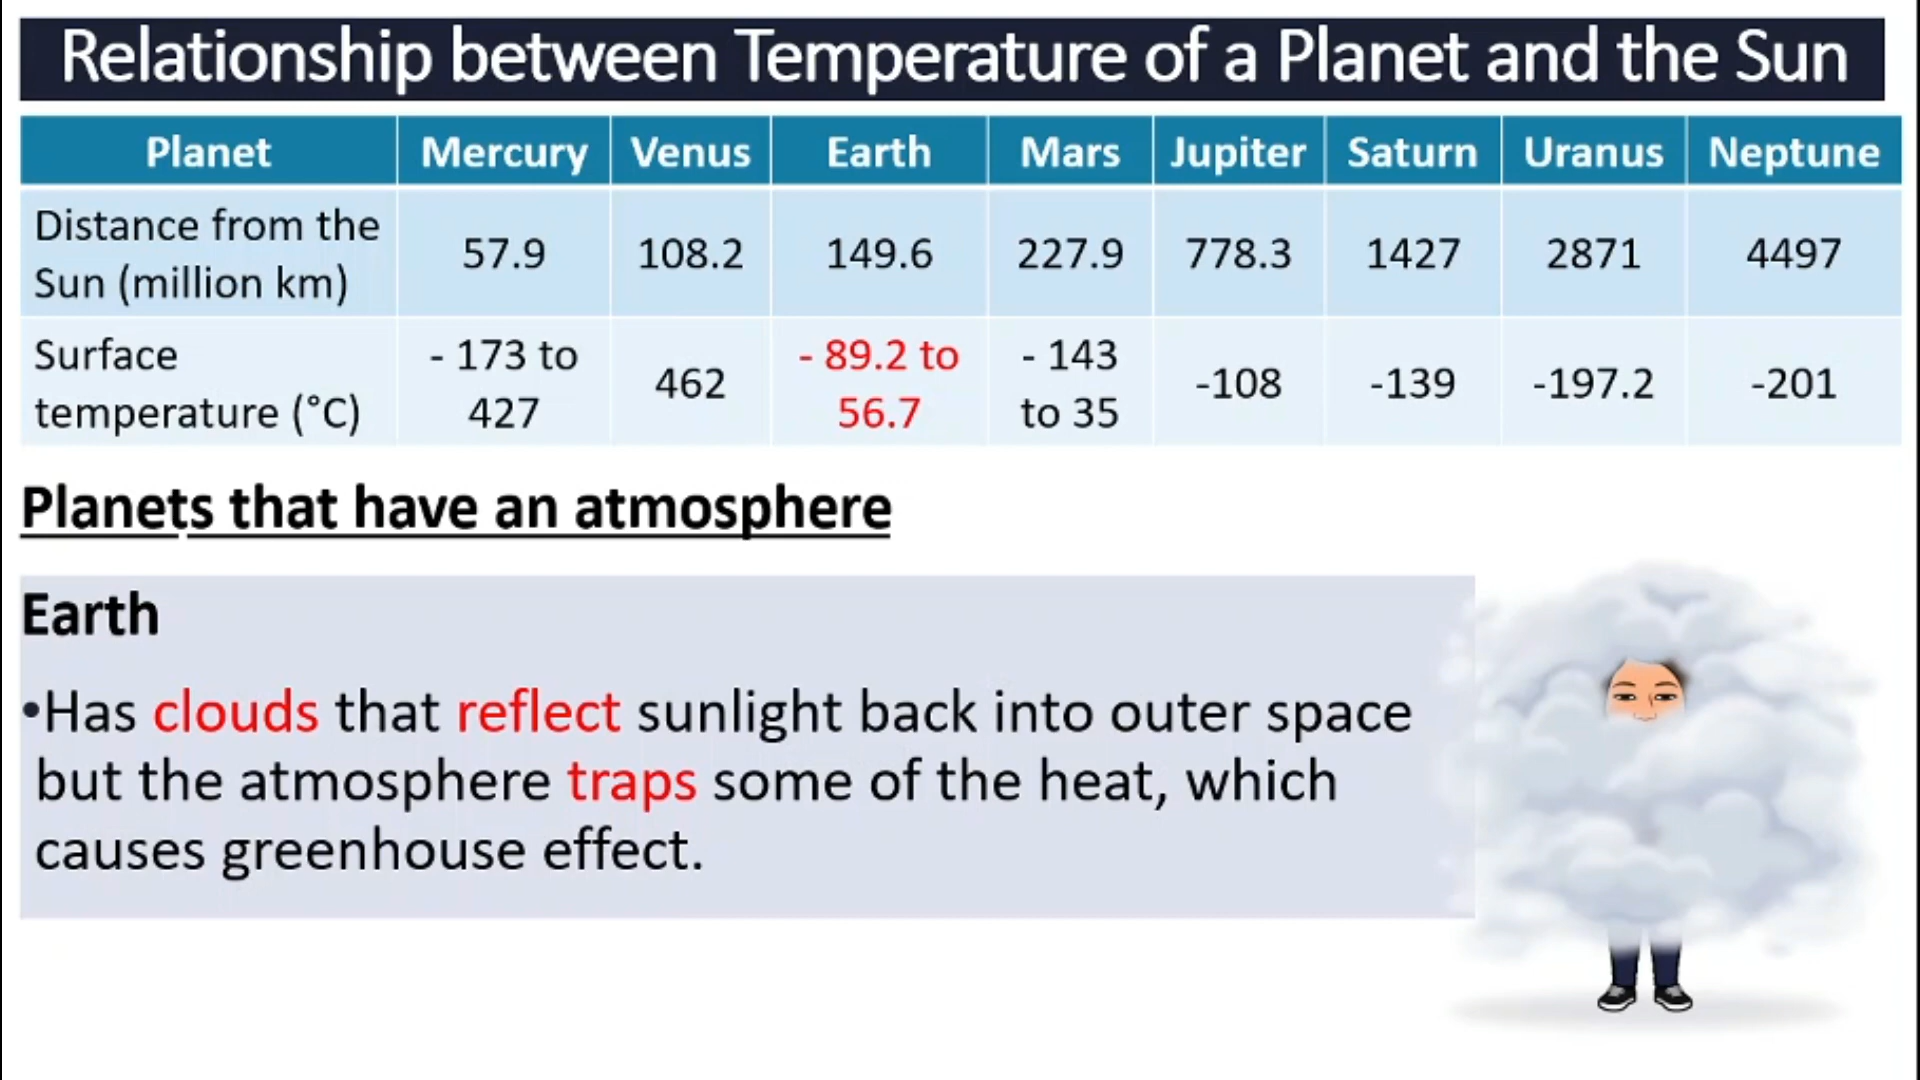 Relationship between Temperature of a Planet and the Sun
Planet Mercury Venus Earth Mars Jupiter Saturn Uranus Neptune
Distance from the Sun (million km) 57.9 108.2 149.6 227.9 778.3 1427 2871 4497
Surface temperature (°C) - 173 to 427 462 - 89.2 to 56.7 - 143 to 35 -108 -139 -197.2 -201
Planets that have an atmosphere
Earth
•Has clouds that reflect sunlight back into outer space
but the atmosphere traps some of the heat, which
causes greenhouse effect.